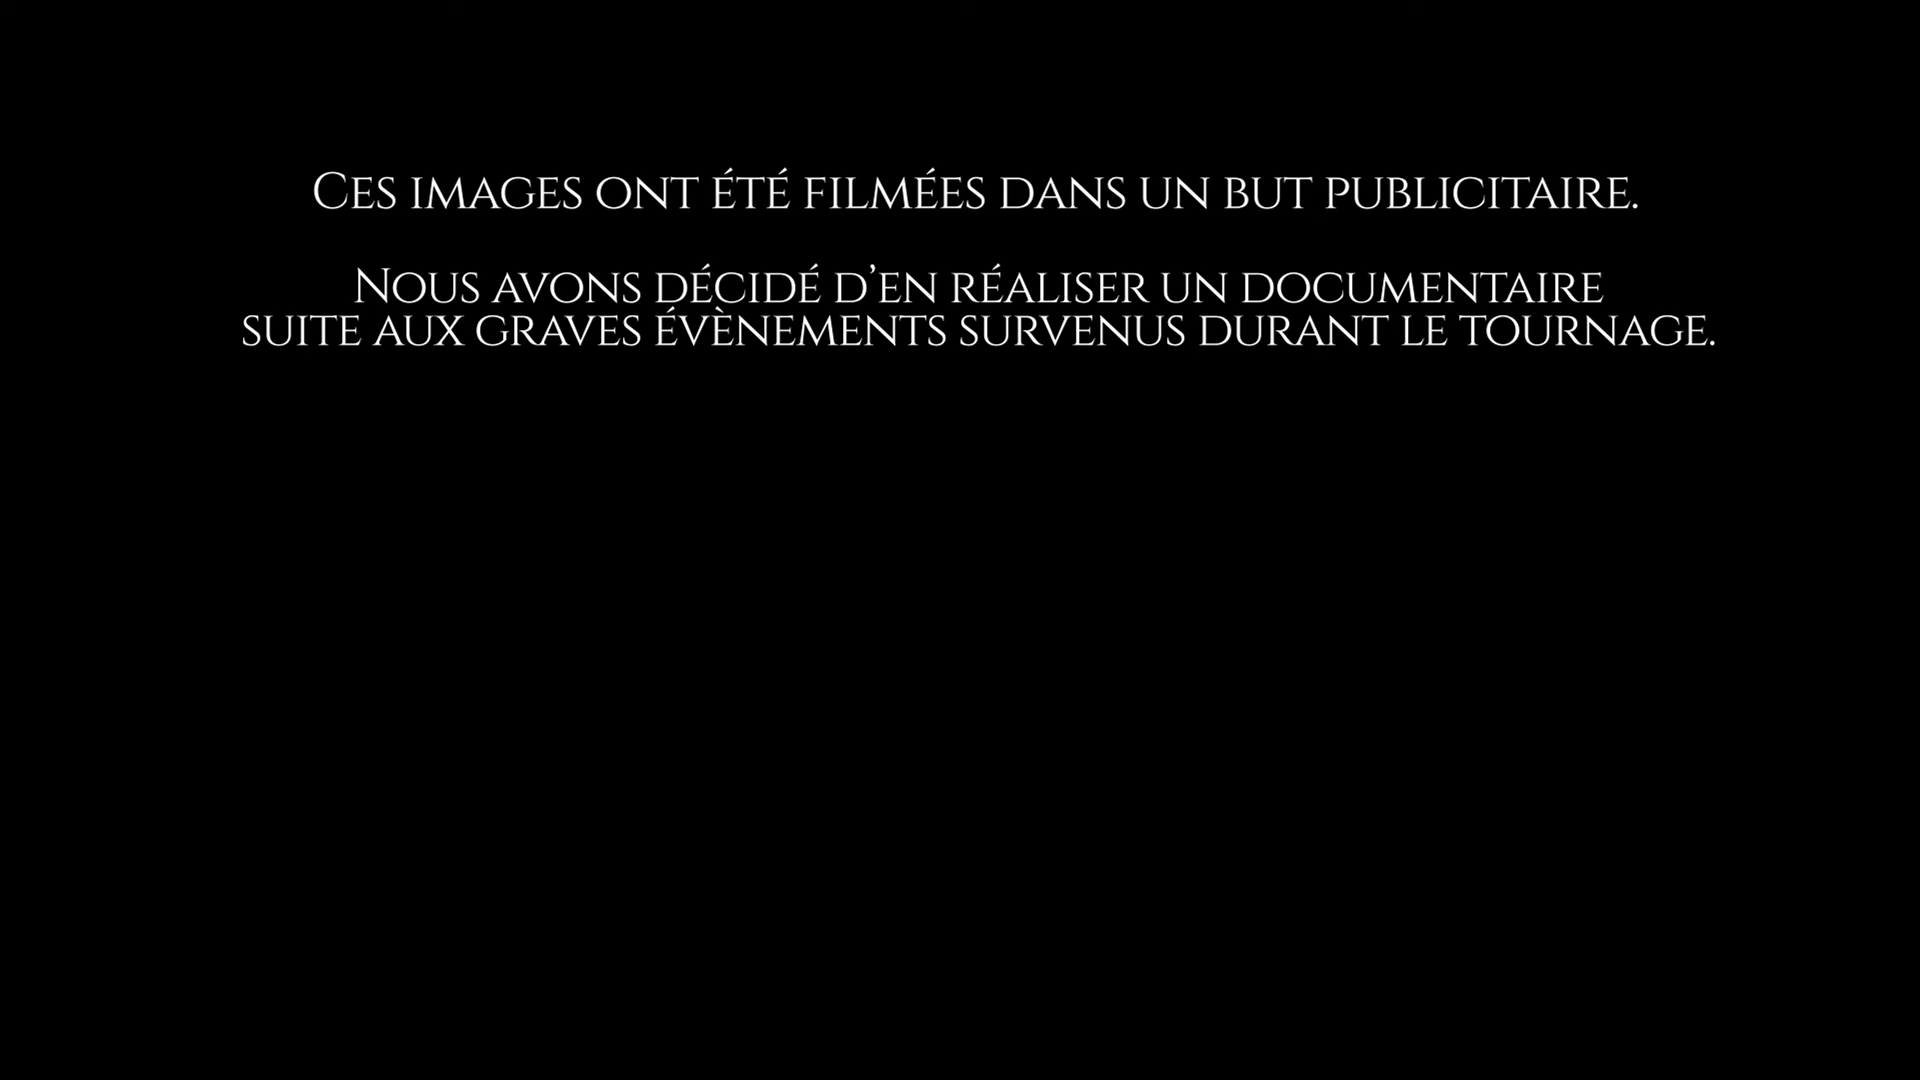 Ces images ont été filmées dans un but publicitaire.
Nous avons décidé d’en réaliser un documentaire
suite aux graves évènements survenus durant le tournage.